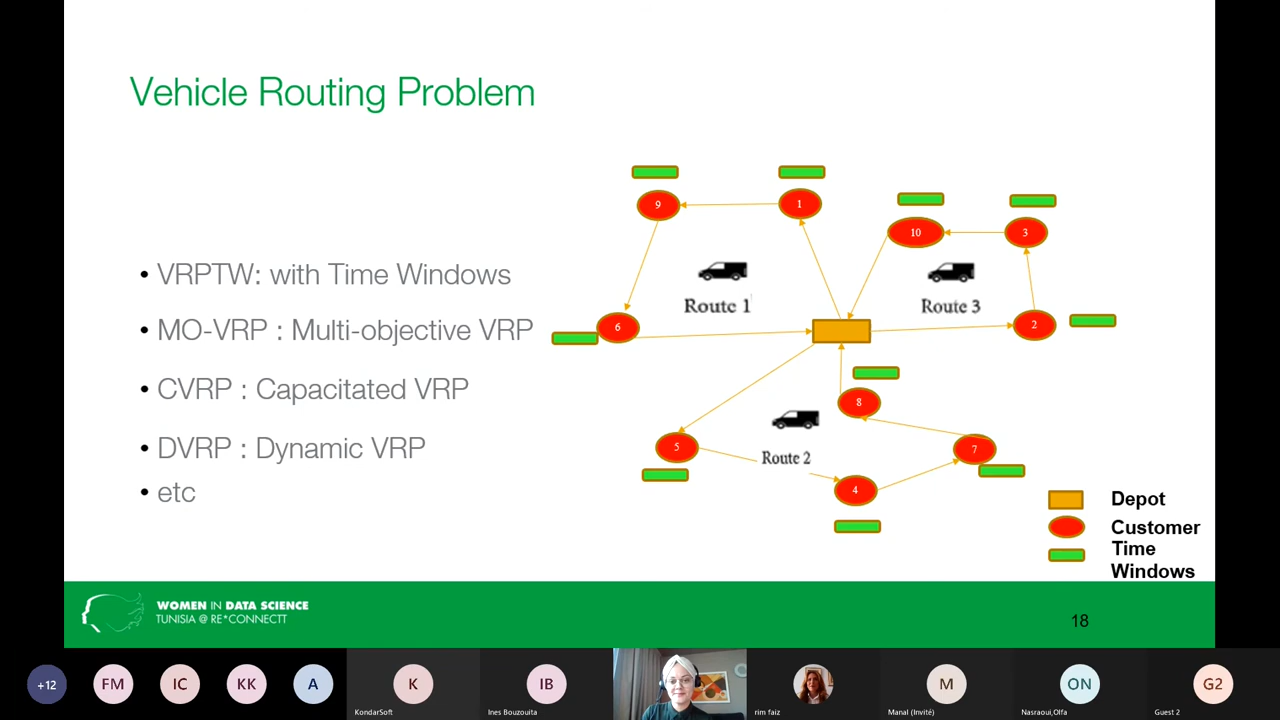 Vehicle Routing Problem
• VRPTW: with Time Windows
• MO-VRP : Multi-objective VRP
• CVRP : Capacitated VRP
• DVRP : Dynamic VRP
• etc
9
1
10
3
Route 1
Route 3
6
2
8
5
Route 2
7
4
Depot
Customer
Time
Windows
WOMEN IN DATA SCIENCE
TUNISIA @ RE*CONNECTT
18
+12
FM
IC
KK
A
K
KondarSoft
IB
Ines Bouzouita
rim faiz
M
Manal (Invité)
ON
Nasraoui,Olfa
G2
Guest 2